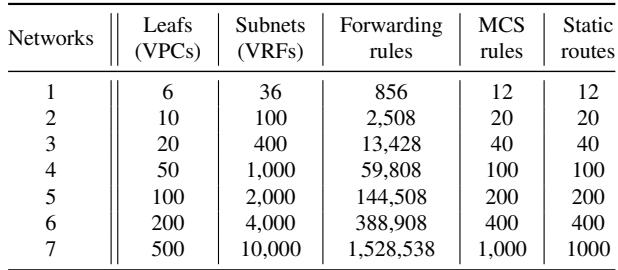 Networks Leafs (VPCs) Subnets (VRFs) Forwarding rules MCS rules Static routes
1 6 36 856 12 12
2 10 100 2,508 20 20
3 20 400 13,428 40 40
4 50 1,000 59,808 100 100
5 100 2,000 144,508 200 200
6 200 4,000 388,908 400 400
7 500 10,000 1,528,538 1,000 1000